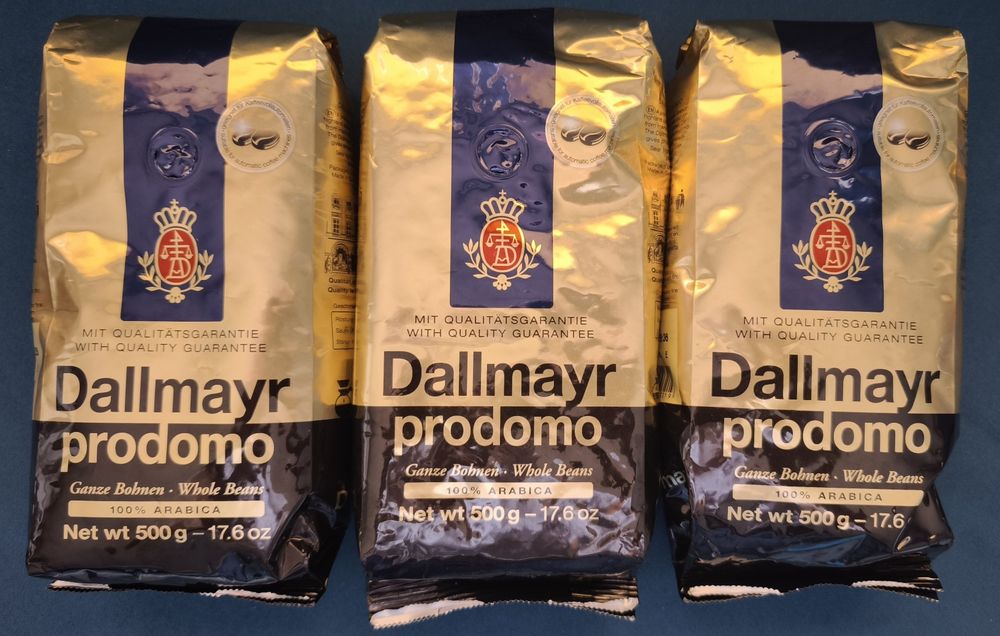 MIT QUALITÄTSGARANTIE
WITH QUALITY GUARANTEE
Dallmayr
prodomo
Ganze Bohnen · Whole Beans
100% ARABICA
Net wt 500 g – 17.6 oz
MIT QUALITÄTSGARANTIE
WITH QUALITY GUARANTEE
Dallmayr
prodomo
Ganze Bohnen · Whole Beans
100% ARABICA
Net wt 500 g – 17.6 oz
MIT QUALITÄTSGARANTIE
WITH QUALITY GUARANTEE
Dallmayr
prodomo
Ganze Bohnen · Whole Beans
100% ARABICA
Net wt 500 g – 17.6